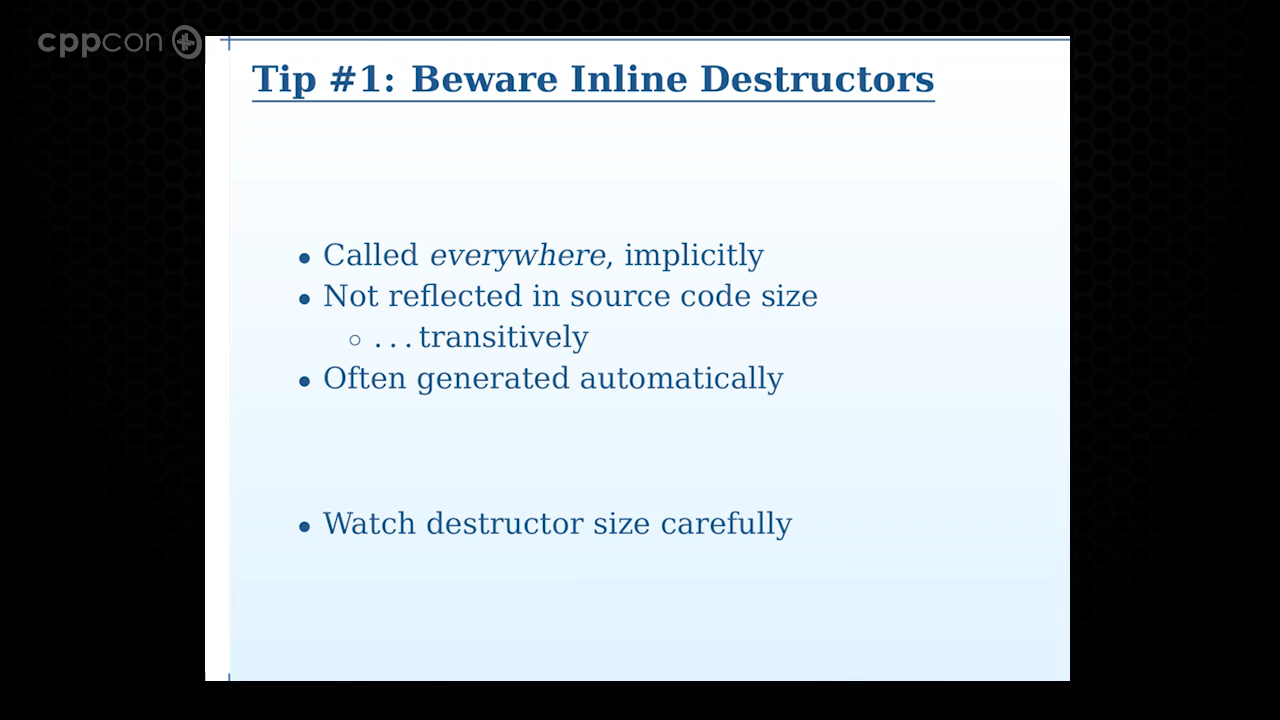 cppcon
Tip #1: Beware Inline Destructors
• Called everywhere, implicitly
• Not reflected in source code size
○ ...transitively
• Often generated automatically
• Watch destructor size carefully